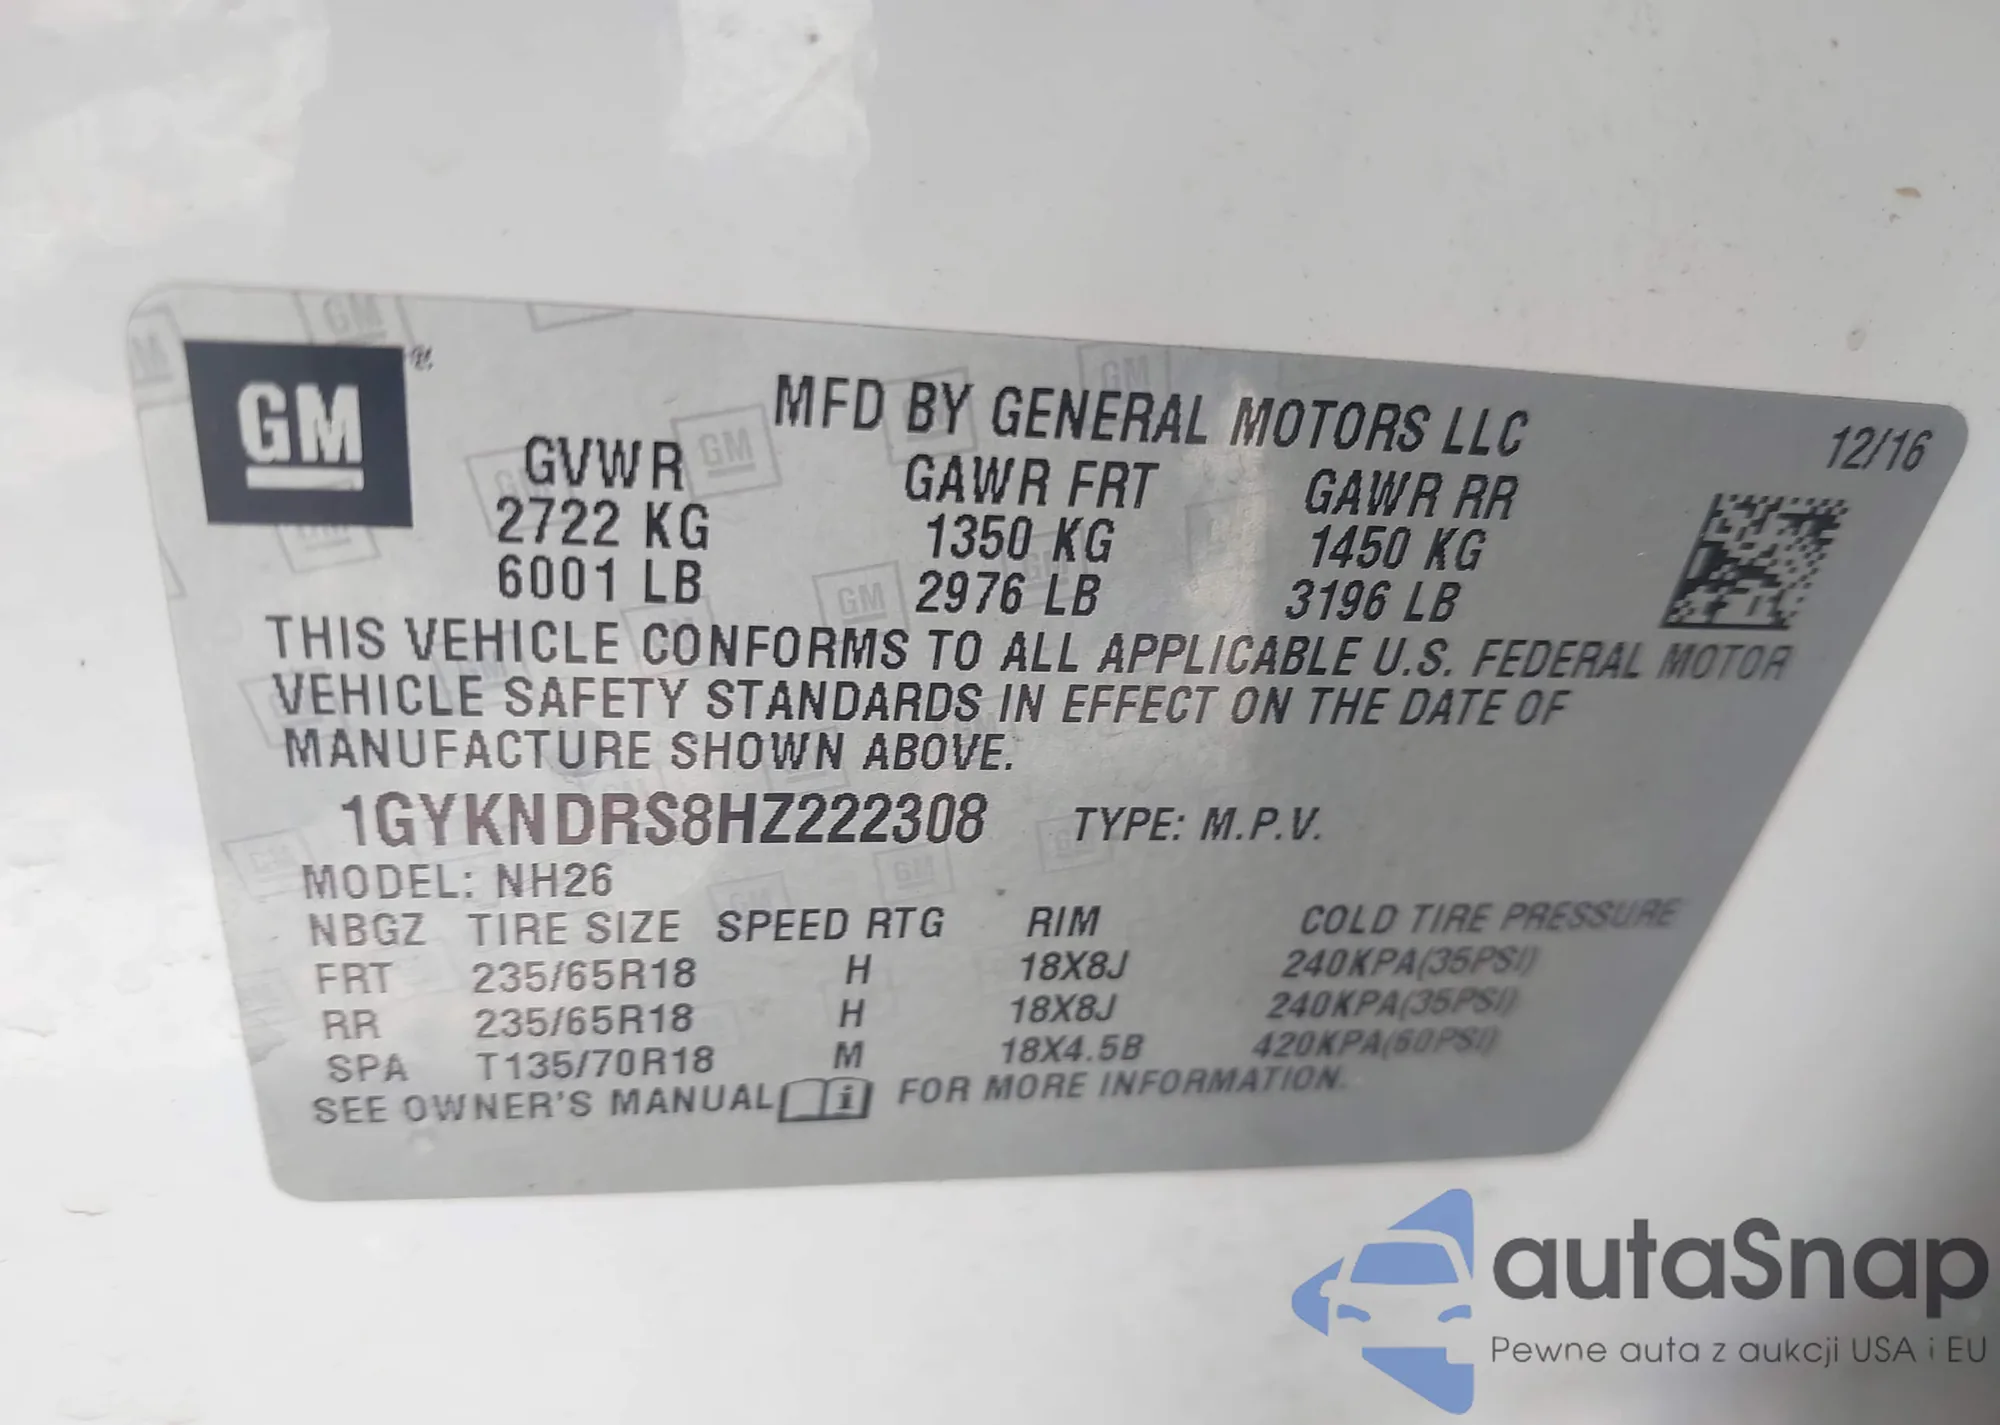 GM
MFD BY GENERAL MOTORS LLC
12/16
GVWR GAWR FRT GAWR RR
2722 KG 1350 KG 1450 KG
6001 LB 2976 LB 3196 LB
THIS VEHICLE CONFORMS TO ALL APPLICABLE U.S. FEDERAL MOTOR
VEHICLE SAFETY STANDARDS IN EFFECT ON THE DATE OF
MANUFACTURE SHOWN ABOVE.
1GYKNDRS8HZ222308 TYPE: M.P.V.
MODEL: NH26
NBGZ TIRE SIZE SPEED RTG RIM COLD TIRE PRESSURE
FRT 235/65R18 H 18X8J 240KPA(35PSI)
RR 235/65R18 H 18X8J 240KPA(35PSI)
SPA T135/70R18 M 18X4.5B 420KPA(60PSI)
SEE OWNER'S MANUAL i FOR MORE INFORMATION.
autaSnap
Pewne auta z aukcji USA i EU